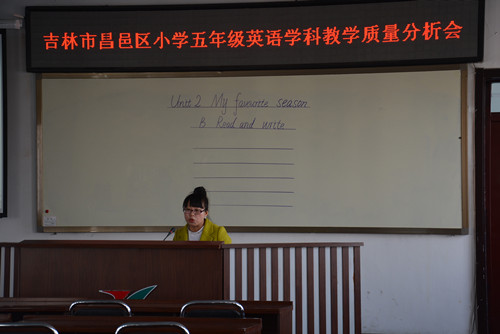 吉林市昌邑区小学五年级英语学科教学质量分析会
Unit 2 My favourite season
B Read and write